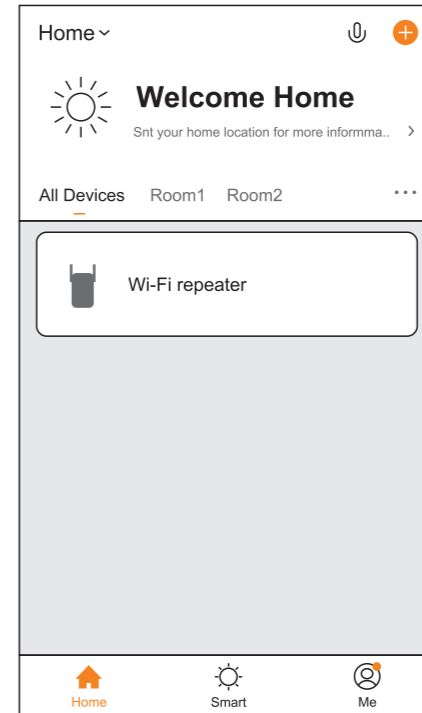 Home
Welcome Home
Snt your home location for more informma..
All Devices Room1 Room2 ...
Wi-Fi repeater
Home Smart Me